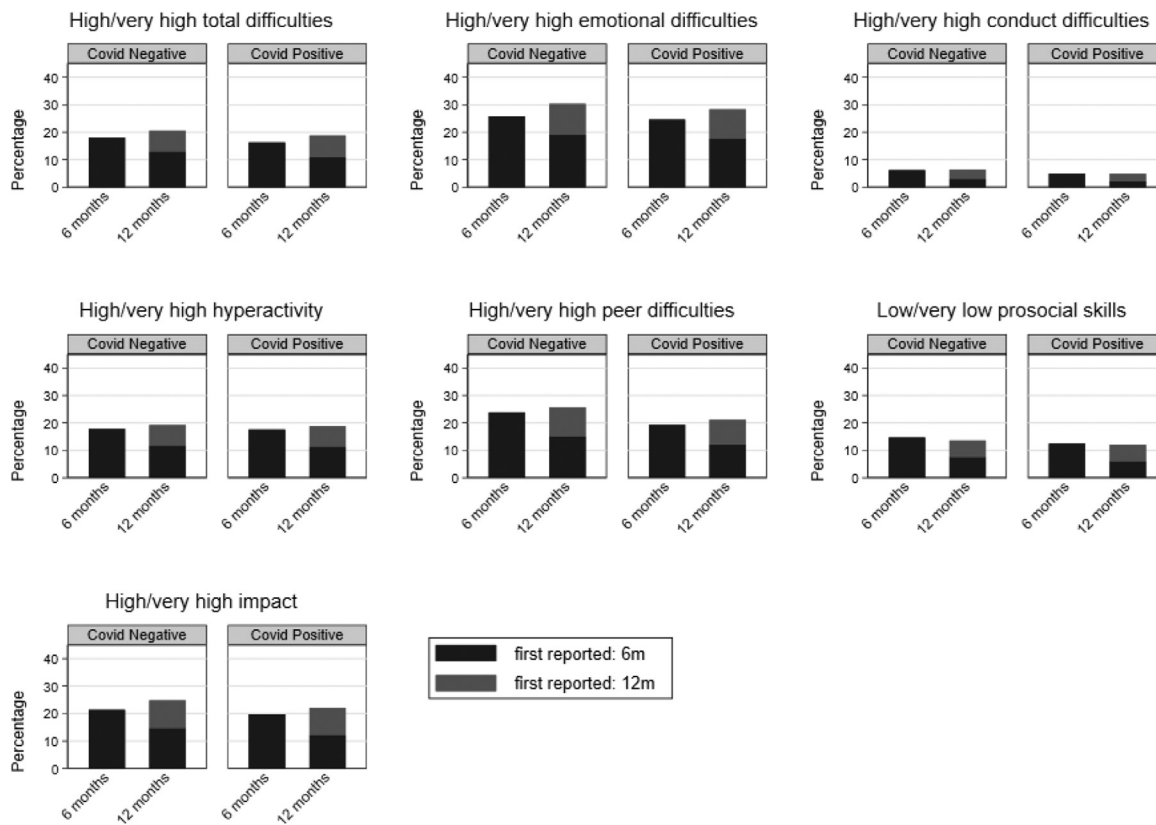 High/very high total difficulties
Covid Negative
Covid Positive
Percentage
40
30
20
10
0
6 months
12 months
6 months
12 months
High/very high emotional difficulties
Covid Negative
Covid Positive
Percentage
40
30
20
10
0
6 months
12 months
6 months
12 months
High/very high conduct difficulties
Covid Negative
Covid Positive
Percentage
40
30
20
10
0
6 months
12 months
6 months
12 months
High/very high hyperactivity
Covid Negative
Covid Positive
Percentage
40
30
20
10
0
6 months
12 months
6 months
12 months
High/very high peer difficulties
Covid Negative
Covid Positive
Percentage
40
30
20
10
0
6 months
12 months
6 months
12 months
Low/very low prosocial skills
Covid Negative
Covid Positive
Percentage
40
30
20
10
0
6 months
12 months
6 months
12 months
High/very high impact
Covid Negative
Covid Positive
Percentage
40
30
20
10
0
6 months
12 months
6 months
12 months
first reported: 6m
first reported: 12m